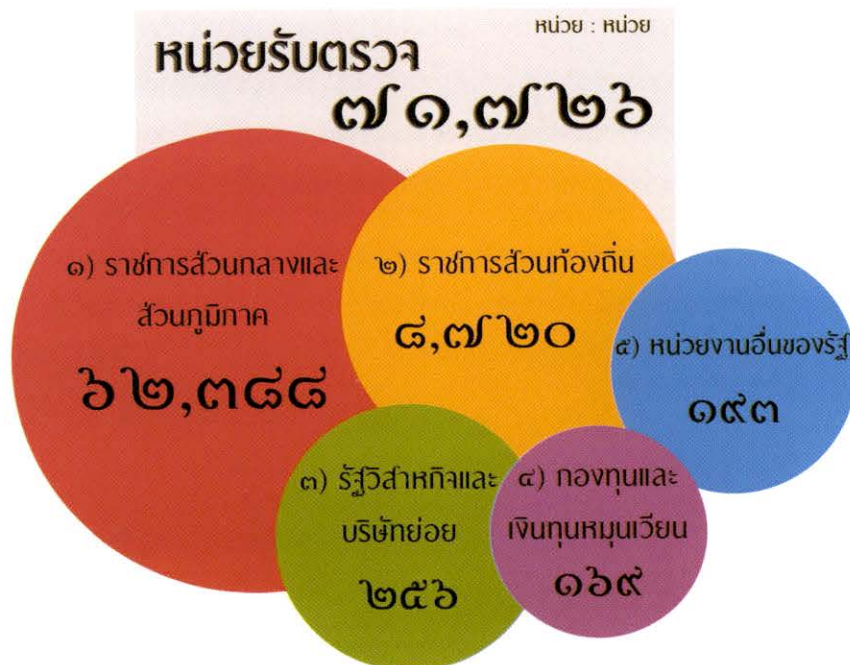 หน่วย : หน่วย
หน่วยรับตรวจ
๗๑,๗๒๖
๑) ราชการส่วนกลางและ
ส่วนภูมิภาค
๖๒,๓๘๘
๒) ราชการส่วนท้องถิ่น
๘,๗๒๐
๕) หน่วยงานอื่นของรัฐ
๑๙๓
๓) รัฐวิสาหกิจและ
บริษัทย่อย
๒๕๖
๔) กองทุนและ
เงินทุนหมุนเวียน
๑๖๙